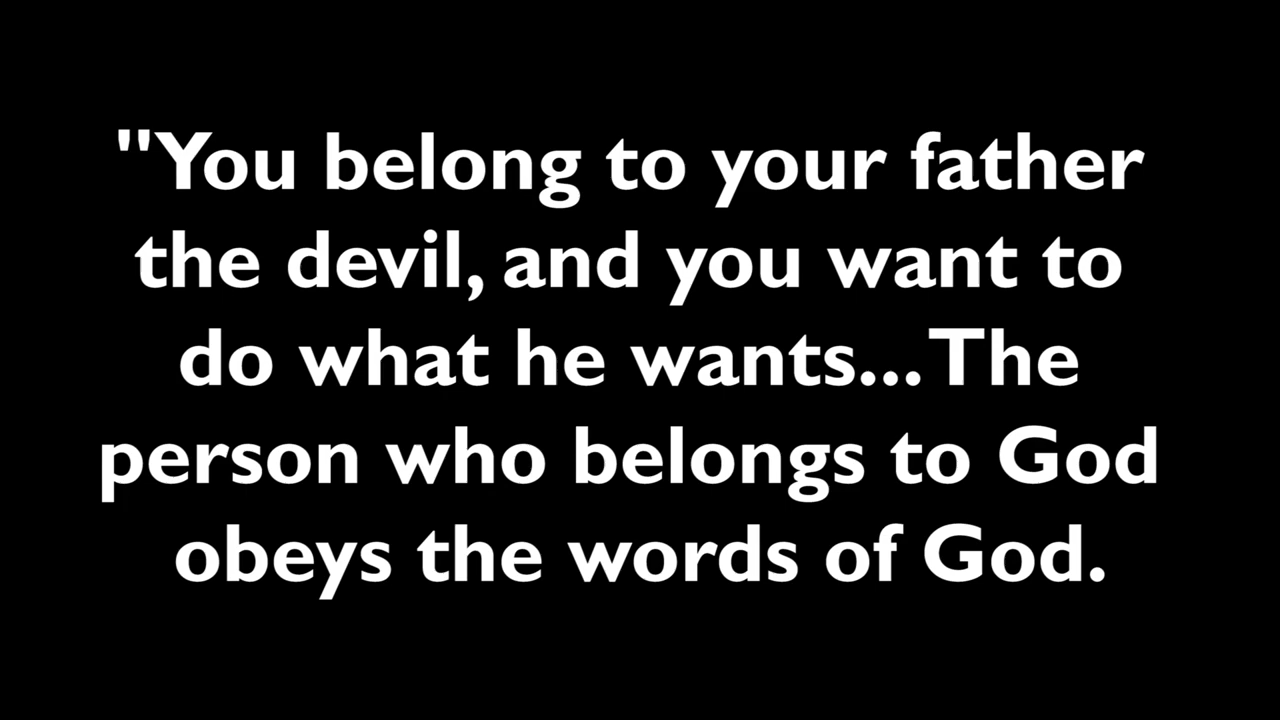 "You belong to your father
the devil, and you want to
do what he wants...The
person who belongs to God
obeys the words of God.